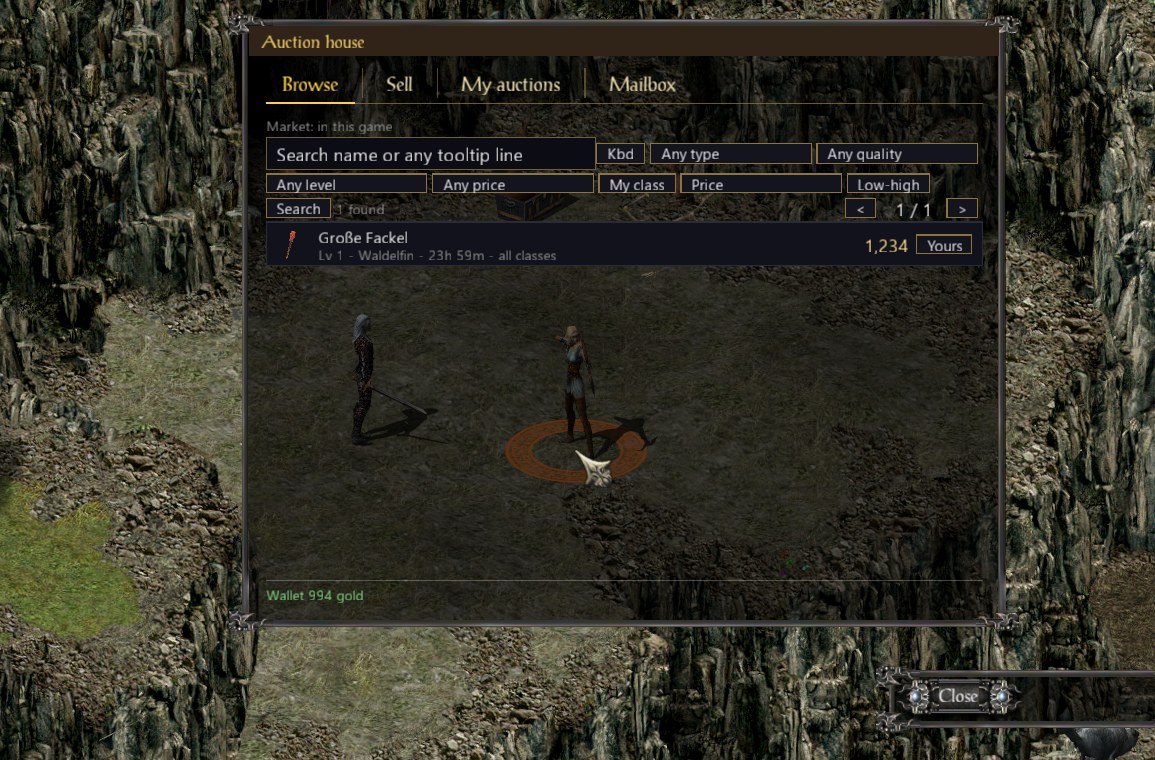 Auction house
Browse Sell My auctions Mailbox
Market: in this game
Search name or any tooltip line Kbd Any type Any quality
Any level Any price My class Price Low-high
Search 1 found < 1 / 1 >
Große Fackel
Lv 1 - Waldelfin - 23h 59m - all classes
1,234 Yours
Wallet 994 gold
Close